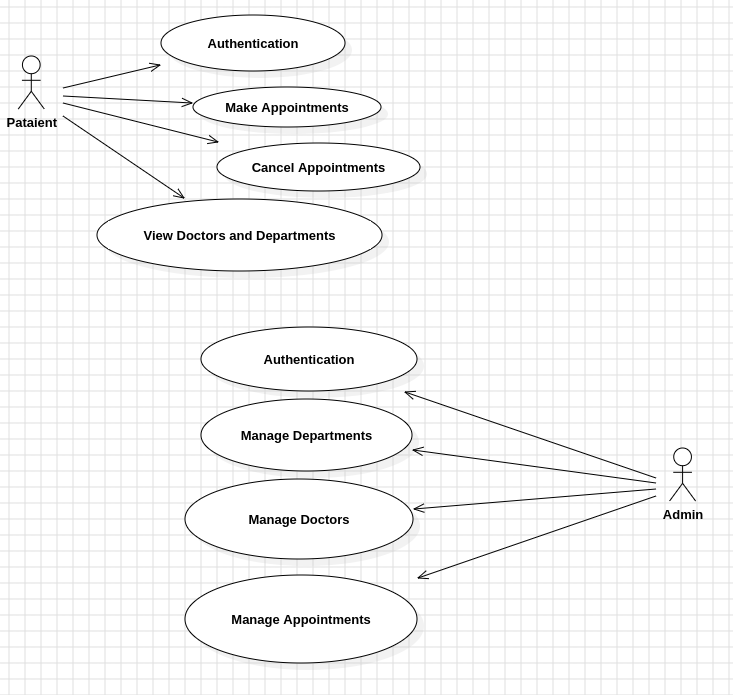 Authentication
Make Appointments
Pataient
Cancel Appointments
View Doctors and Departments
Authentication
Manage Departments
Manage Doctors
Admin
Manage Appointments